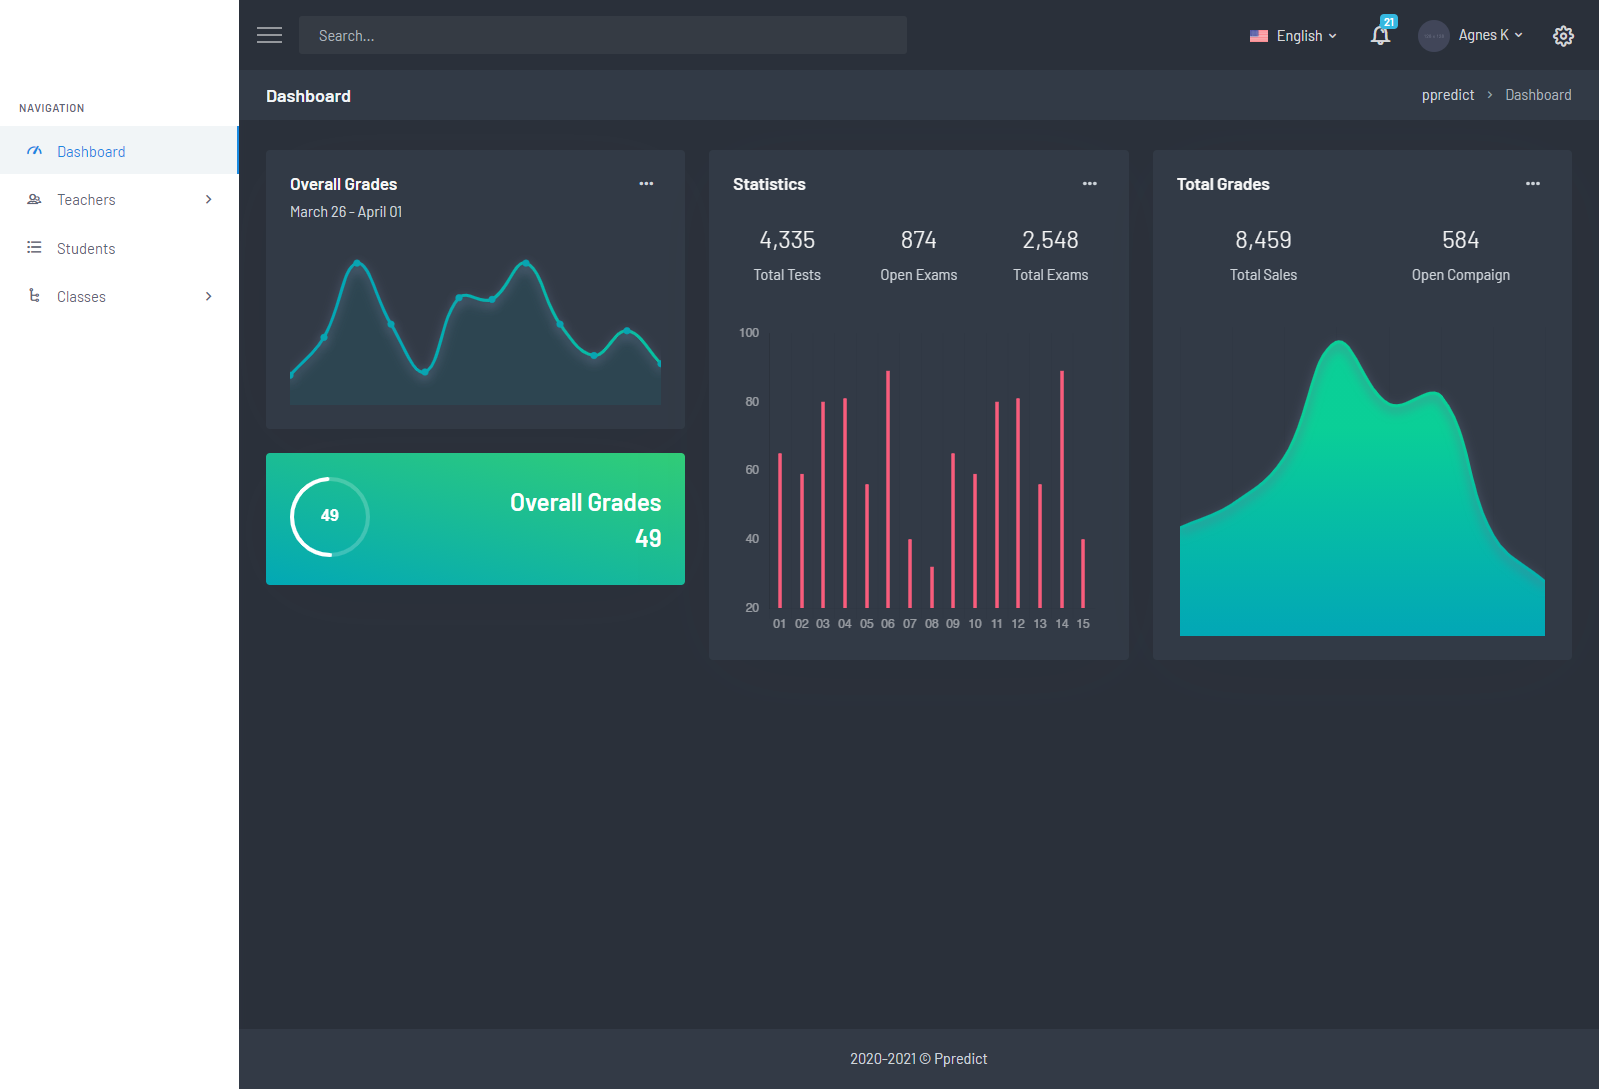 Search...
English
21
Agnes K
NAVIGATION
Dashboard
Teachers
Students
Classes
Dashboard
ppredict > Dashboard
Overall Grades
March 26 - April 01
49
Overall Grades
49
Statistics
4,335
Total Tests
874
Open Exams
2,548
Total Exams
100
80
60
40
20
01 02 03 04 05 06 07 08 09 10 11 12 13 14 15
Total Grades
8,459
Total Sales
584
Open Compaign
2020-2021 © Ppredict